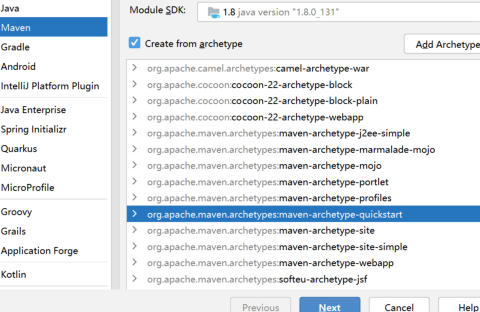 Java
Maven
Gradle
Android
IntelliJ Platform Plugin
Java Enterprise
Spring Initializr
Quarkus
Micronaut
MicroProfile
Groovy
Grails
Application Forge
Kotlin
Module SDK:
1.8 java version "1.8.0_131"
Create from archetype
Add Archetype
org.apache.camel.archetypes:camel-archetype-war
org.apache.cocoon:cocoon-22-archetype-block
org.apache.cocoon:cocoon-22-archetype-block-plain
org.apache.cocoon:cocoon-22-archetype-webapp
org.apache.maven.archetypes:maven-archetype-j2ee-simple
org.apache.maven.archetypes:maven-archetype-marmalade-mojo
org.apache.maven.archetypes:maven-archetype-mojo
org.apache.maven.archetypes:maven-archetype-portlet
org.apache.maven.archetypes:maven-archetype-profiles
org.apache.maven.archetypes:maven-archetype-quickstart
org.apache.maven.archetypes:maven-archetype-site
org.apache.maven.archetypes:maven-archetype-site-simple
org.apache.maven.archetypes:maven-archetype-webapp
org.apache.maven.archetypes:softeu-archetype-jsf
Previous
Next
Cancel
Help